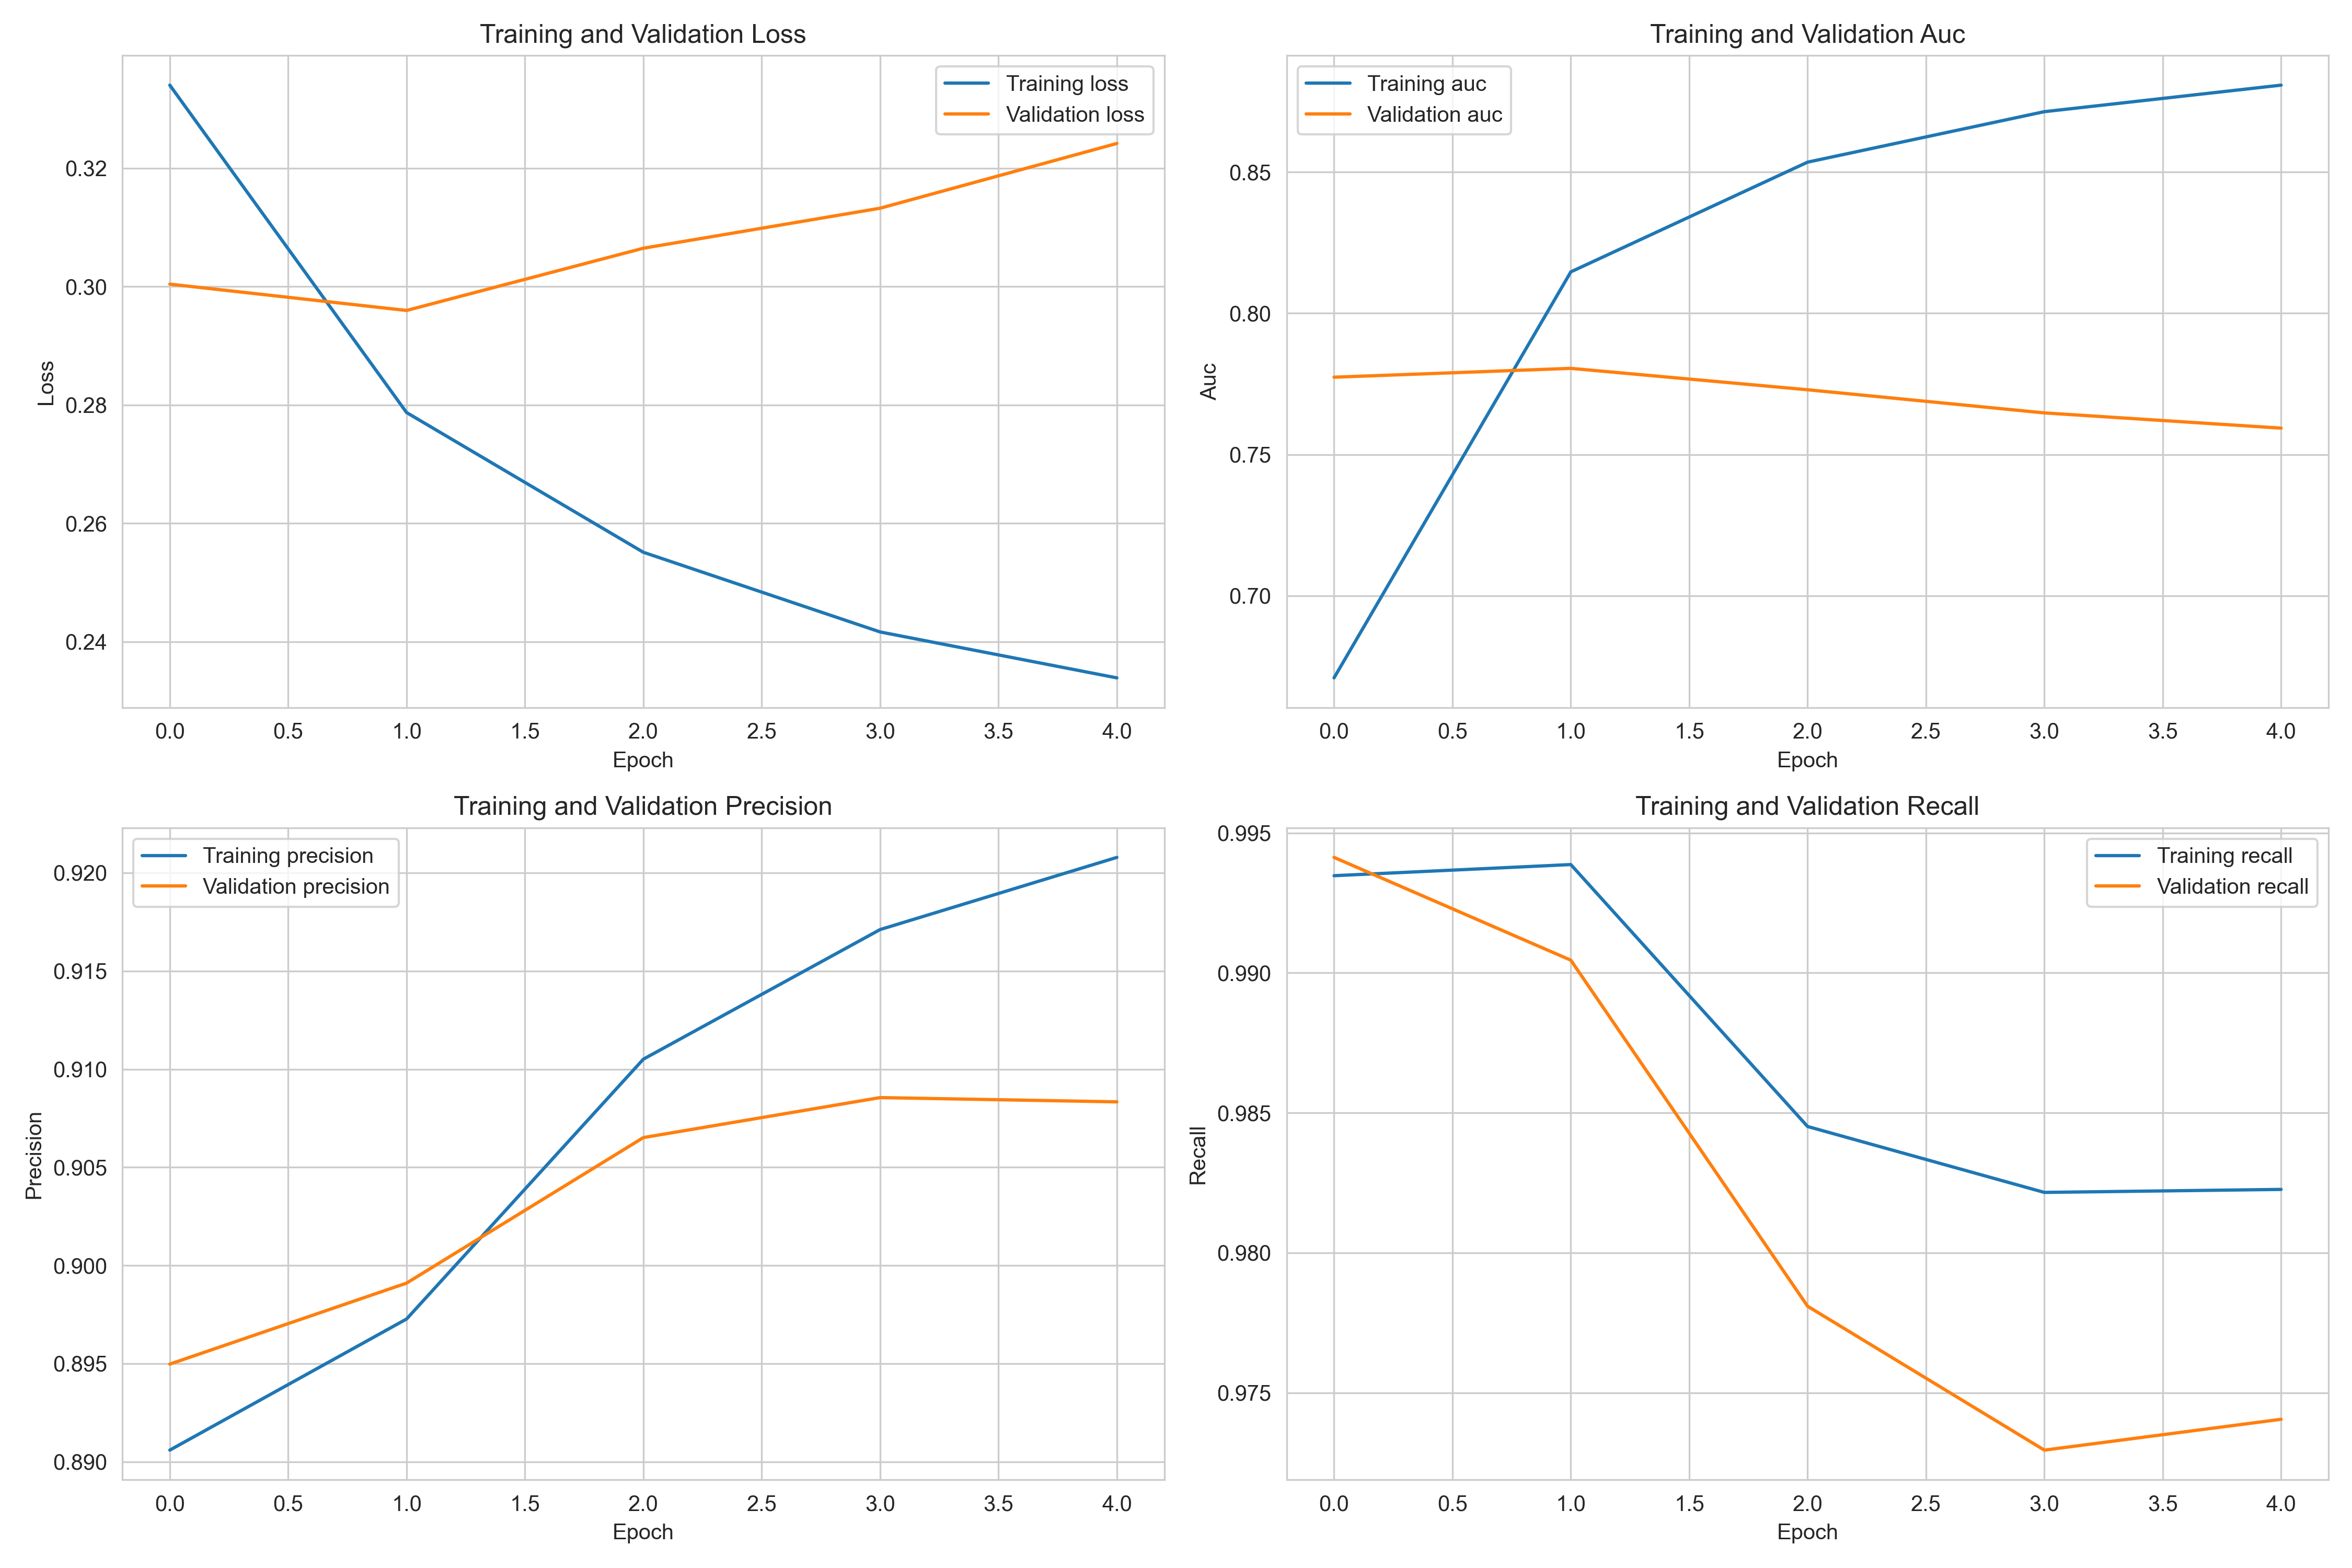 Training and Validation Loss
Training loss
Validation loss
Loss
0.32
0.30
0.28
0.26
0.24
0.0 0.5 1.0 1.5 2.0 2.5 3.0 3.5 4.0
Epoch
Training and Validation Auc
Training auc
Validation auc
Auc
0.85
0.80
0.75
0.70
0.0 0.5 1.0 1.5 2.0 2.5 3.0 3.5 4.0
Epoch
Training and Validation Precision
Training precision
Validation precision
Precision
0.920
0.915
0.910
0.905
0.900
0.895
0.890
0.0 0.5 1.0 1.5 2.0 2.5 3.0 3.5 4.0
Epoch
Training and Validation Recall
Training recall
Validation recall
Recall
0.995
0.990
0.985
0.980
0.975
0.0 0.5 1.0 1.5 2.0 2.5 3.0 3.5 4.0
Epoch